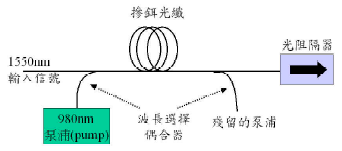 摻鉺光纖
光阻隔器
1550nm
輸入信號
980nm
泵浦(pump)
波長選擇
偶合器
殘留的泵浦